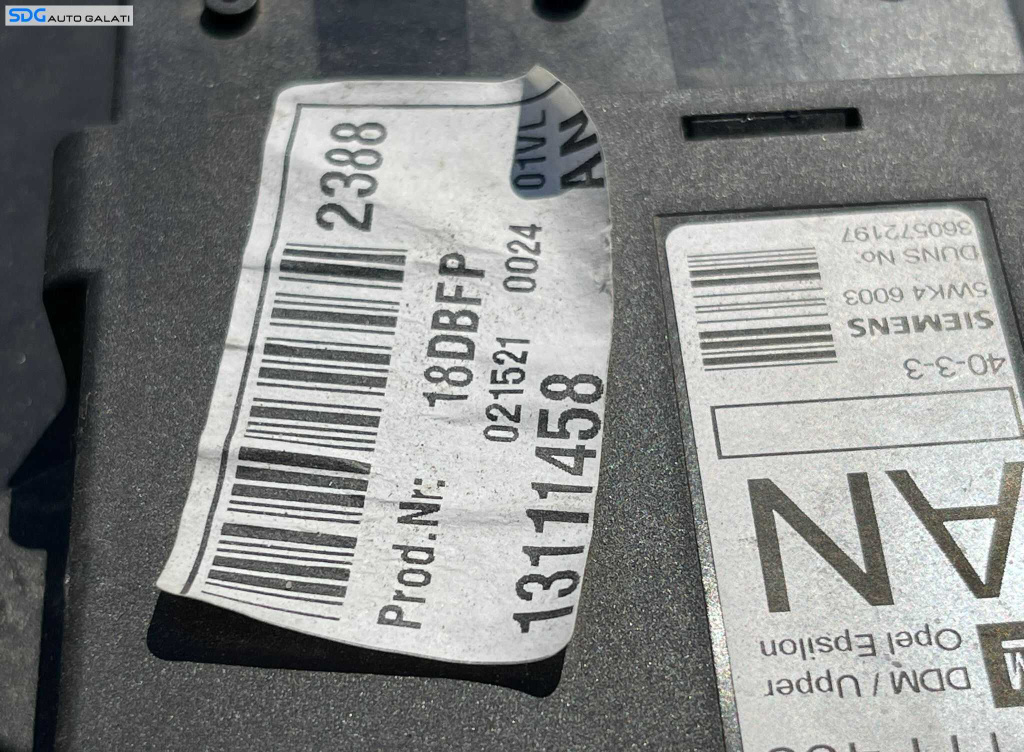 SDG AUTO GALATI
2388
Prod.Nr: 18DBFP
021521 0024
13111458
01VL
AN
AN
Opel Epsilon
DDM / Upper
40-3-3
SIEMENS
5WK4 6003
DUNS No:
360572197